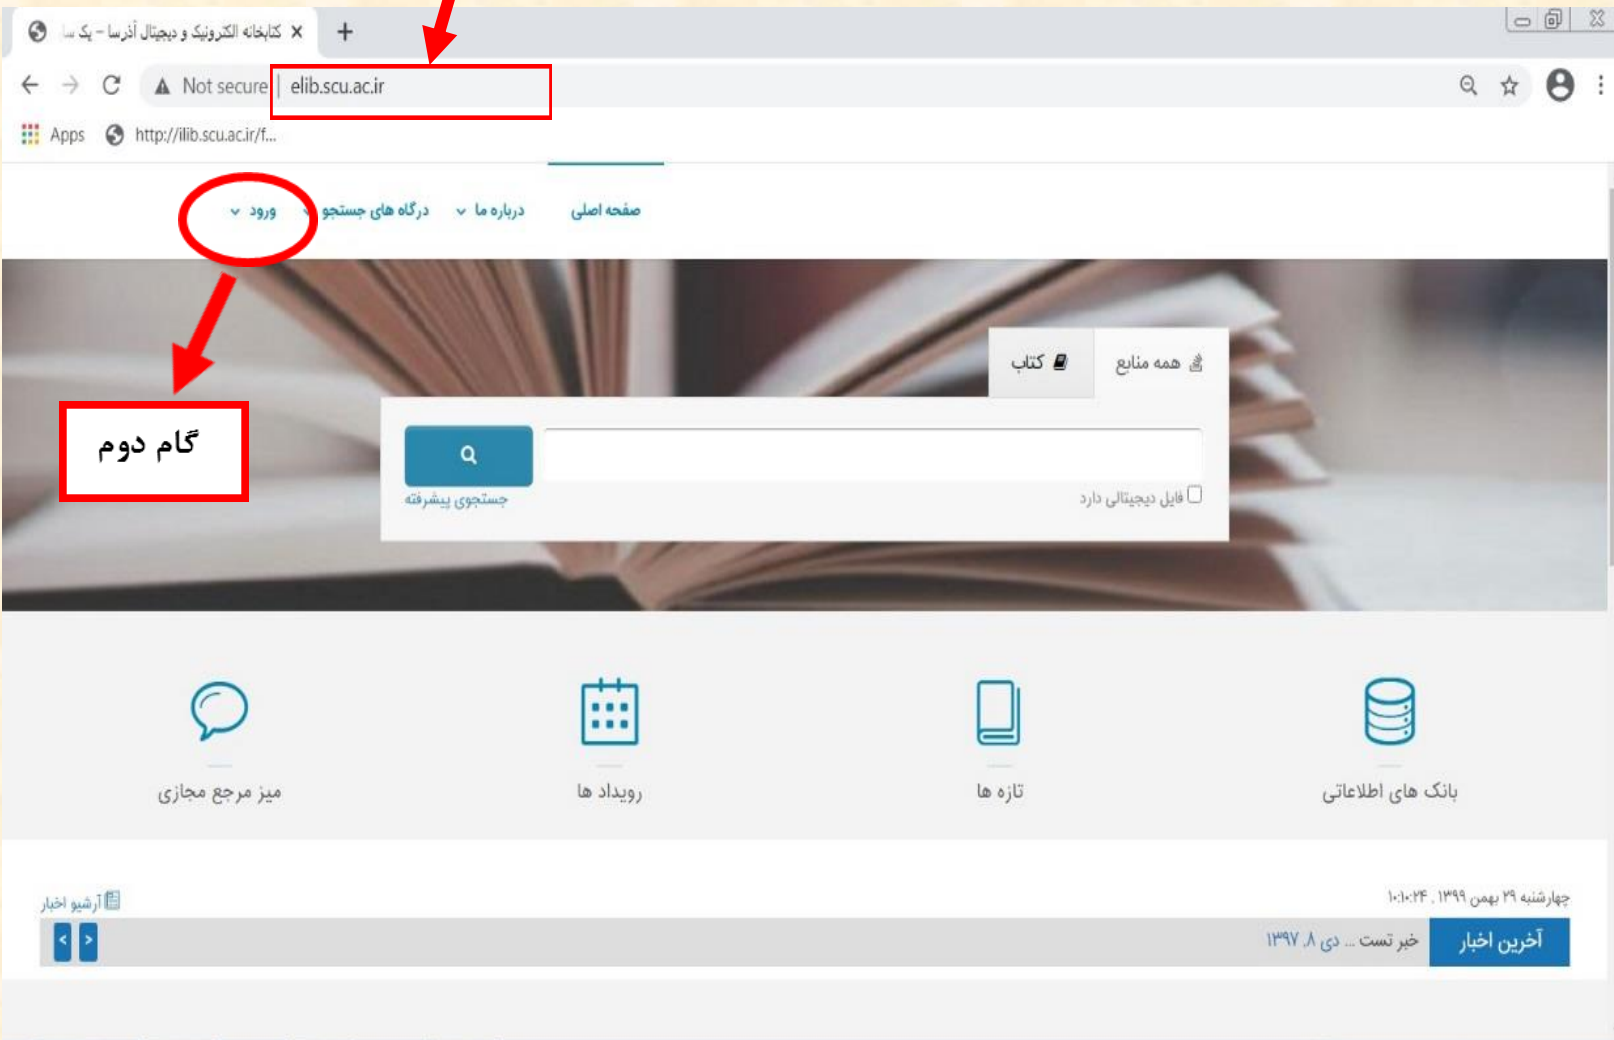 کتابخانه الکترونیک و دیجیتال آذرسا – یک سا
Not secure | elib.scu.ac.ir
Apps http://ilib.scu.ac.ir/f...
صفحه اصلی درباره ما درگاه های جستجو ورود
همه منابع کتاب
فایل دیجیتالی دارد جستجوی پیشرفته
گام دوم
بانک های اطلاعاتی تازه ها رویداد ها میز مرجع مجازی
چهارشنبه ۲۹ بهمن ۱۳۹۹ , ۱۰:۱۰:۲۴
آرشیو اخبار
آخرین اخبار خبر تست ... دی ۸, ۱۳۹۷